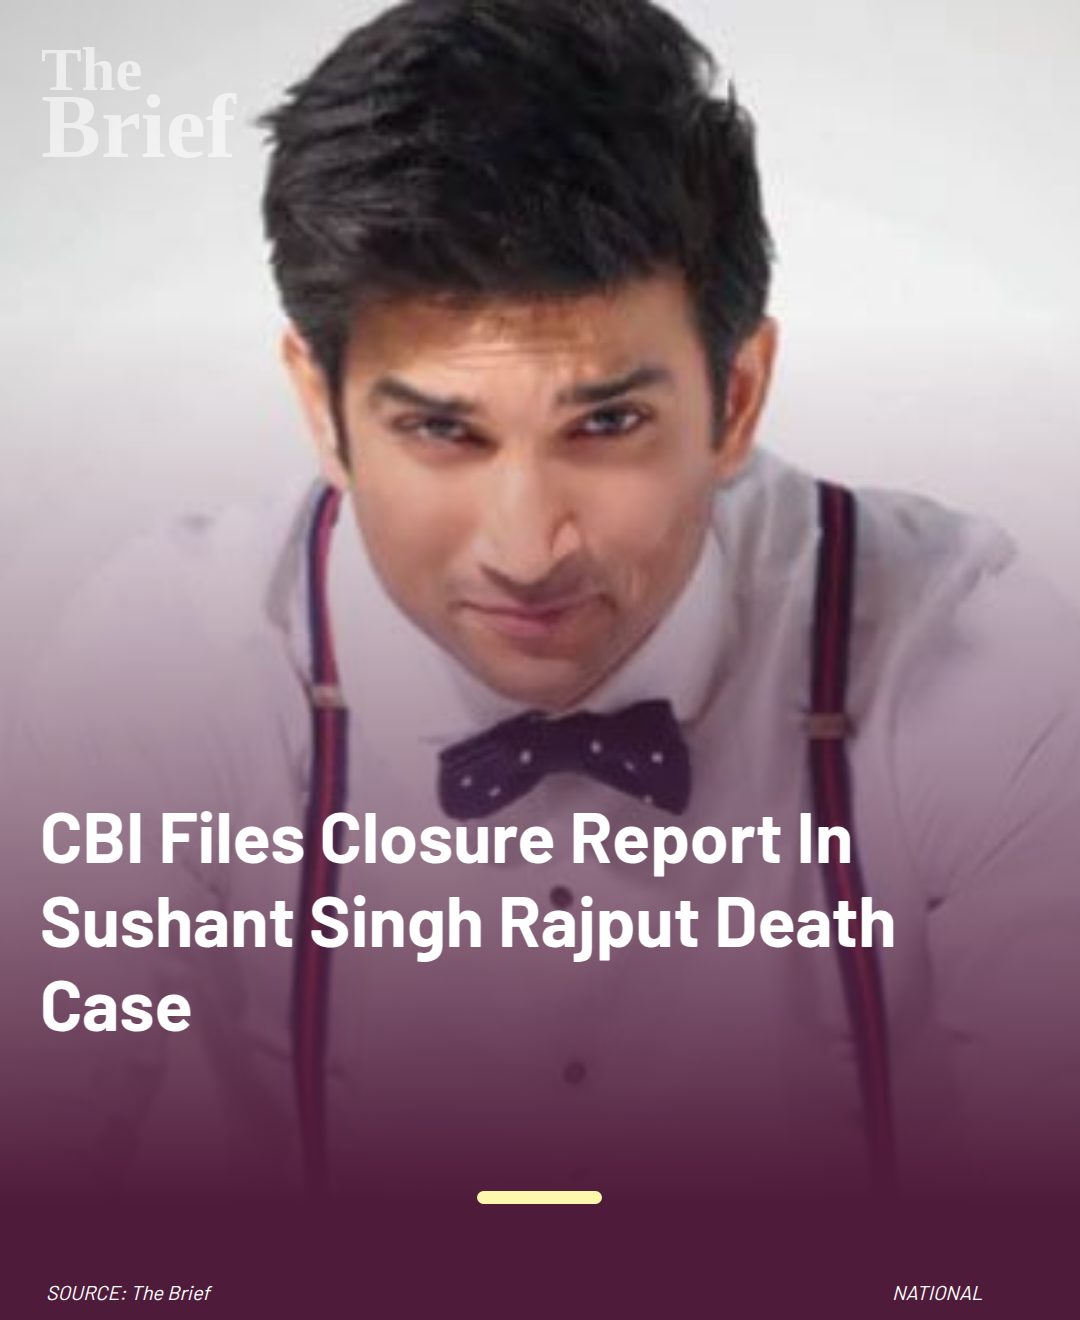 The
Brief
CBI Files Closure Report In
Sushant Singh Rajput Death
Case
SOURCE: The Brief
NATIONAL